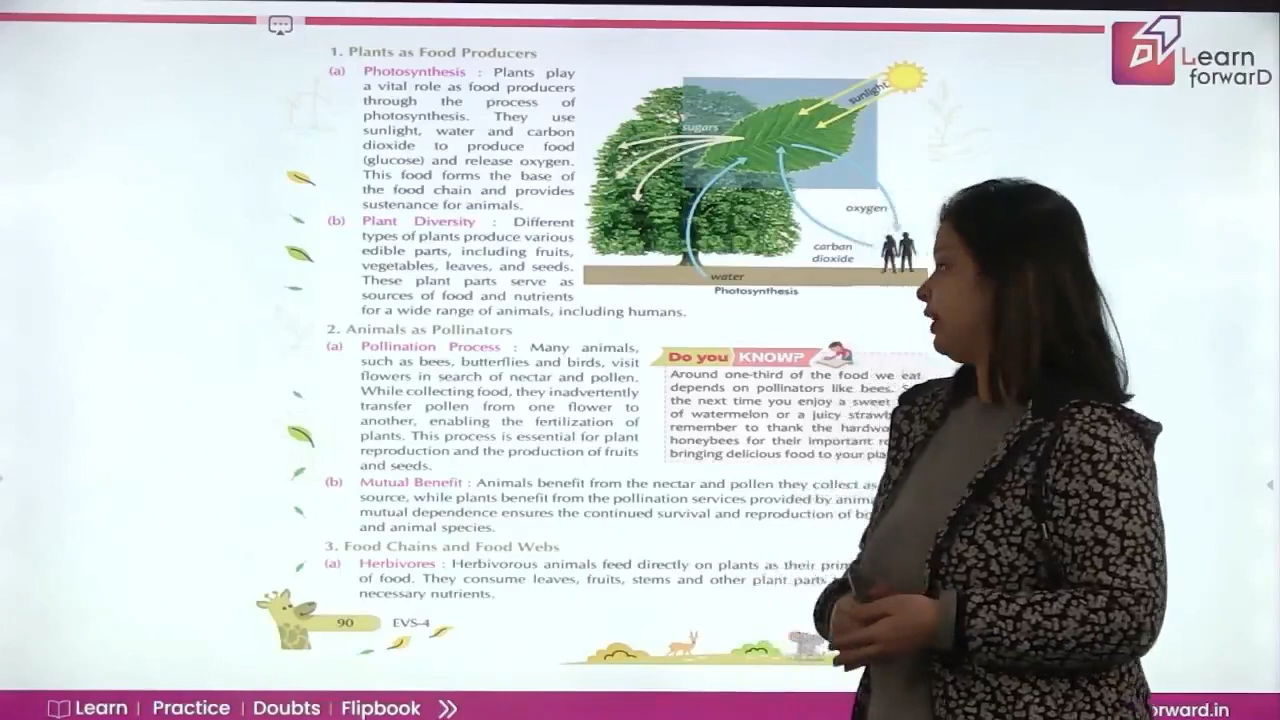 Learn
forwarD
1. Plants as Food Producers
(a) Photosynthesis : Plants play
a vital role as food producers
through the process of
photosynthesis. They use
sunlight, water and carbon
dioxide to produce food
(glucose) and release oxygen.
This food forms the base of
the food chain and provides
sustenance for animals.
(b) Plant Diversity : Different
types of plants produce various
edible parts, including fruits,
vegetables, leaves, and seeds.
These plant parts serve as
sources of food and nutrients
for a wide range of animals, including humans.
sunlight
sugars
oxygen
carban
dioxide
water
Photosynthesis
2. Animals as Pollinators
(a) Pollination Process : Many animals,
such as bees, butterflies and birds, visit
flowers in search of nectar and pollen.
While collecting food, they inadvertently
transfer pollen from one flower to
another, enabling the fertilization of
plants. This process is essential for plant
reproduction and the production of fruits
and seeds.
Do you KNOW?
Around one-third of the food we eat
depends on pollinators like bees.
the next time you enjoy a sweet
of watermelon or a juicy
remember to thank the
honeybees for their important
bringing delicious food to your
(b) Mutual Benefit : Animals benefit from the nectar and pollen they collect as
source, while plants benefit from the pollination services provided by
mutual dependence ensures the continued survival and reproduction of
and animal species.
3. Food Chains and Food Webs
(a) Herbivores : Herbivorous animals feed directly on plants as their
of food. They consume leaves, fruits, stems and other plant parts
necessary nutrients.
90 EVS-4
Learn | Practice | Doubts | Flipbook
orward.in